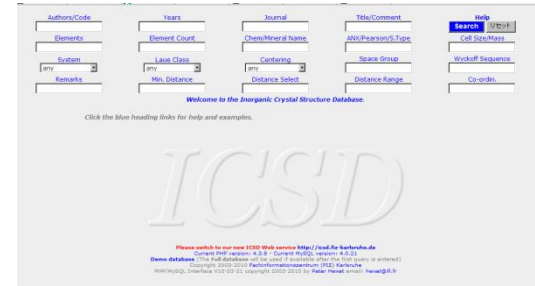 Authors/Code Years Journal Title/Comment Help
Search リセット
Elements Element Count Chem/Mineral Name ANX/Pearson/S.Type Cell Size/Mass
System Laue Class Centering Space Group Wyckoff Sequence
any any any
Remarks Min. Distance Distance Select Distance Range Co-ordin.
Welcome to the Inorganic Crystal Structure Database.
Click the blue heading links for help and examples.
ICSD
Please switch to our new ICSD Web service http://icsd.fiz-karlsruhe.de
Current PHP version: 4.3.8 - Current MySQL version: 4.0.21
Demo database (The Full database will be used if available after the first query is entered)
Copyright 2003-2010 Fachinformationszentrum (FIZ) Karlsruhe
PHP/MySQL Interface V10-03-21 copyright 2003-2010 by Peter Hewat email: hewat@ill.fr